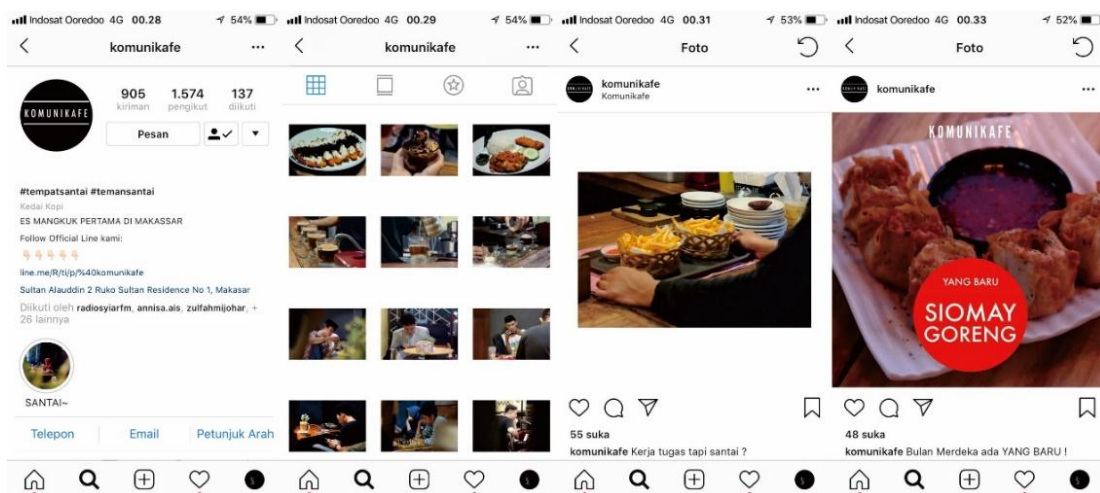 Indosat Ooredoo 4G 00.28 54%
komunikafe
KOMUNIKAFE
905 1.574 137
kiriman pengikut diikuti
Pesan
#tempatsantai #temansantai
Kedai Kopi
ES MANGKUK PERTAMA DI MAKASSAR
Follow Official Line kami:
line.me/R/ti/p/%40komunikafe
Sultan Alauddin 2 Ruko Sultan Residence No 1, Makasar
Diikuti oleh radiosyiarfm, annisa.ais, zulfahmijohar, +
26 lainnya
SANTAI~
Telepon Email Petunjuk Arah
Indosat Ooredoo 4G 00.29 54%
komunikafe
Indosat Ooredoo 4G 00.31 53%
Foto
komunikafe
Komunikafe
55 suka
komunikafe Kerja tugas tapi santai ?
Indosat Ooredoo 4G 00.33 52%
Foto
komunikafe
KOMUNIKAFE
YANG BARU
SIOMAY
GORENG
48 suka
komunikafe Bulan Merdeka ada YANG BARU !